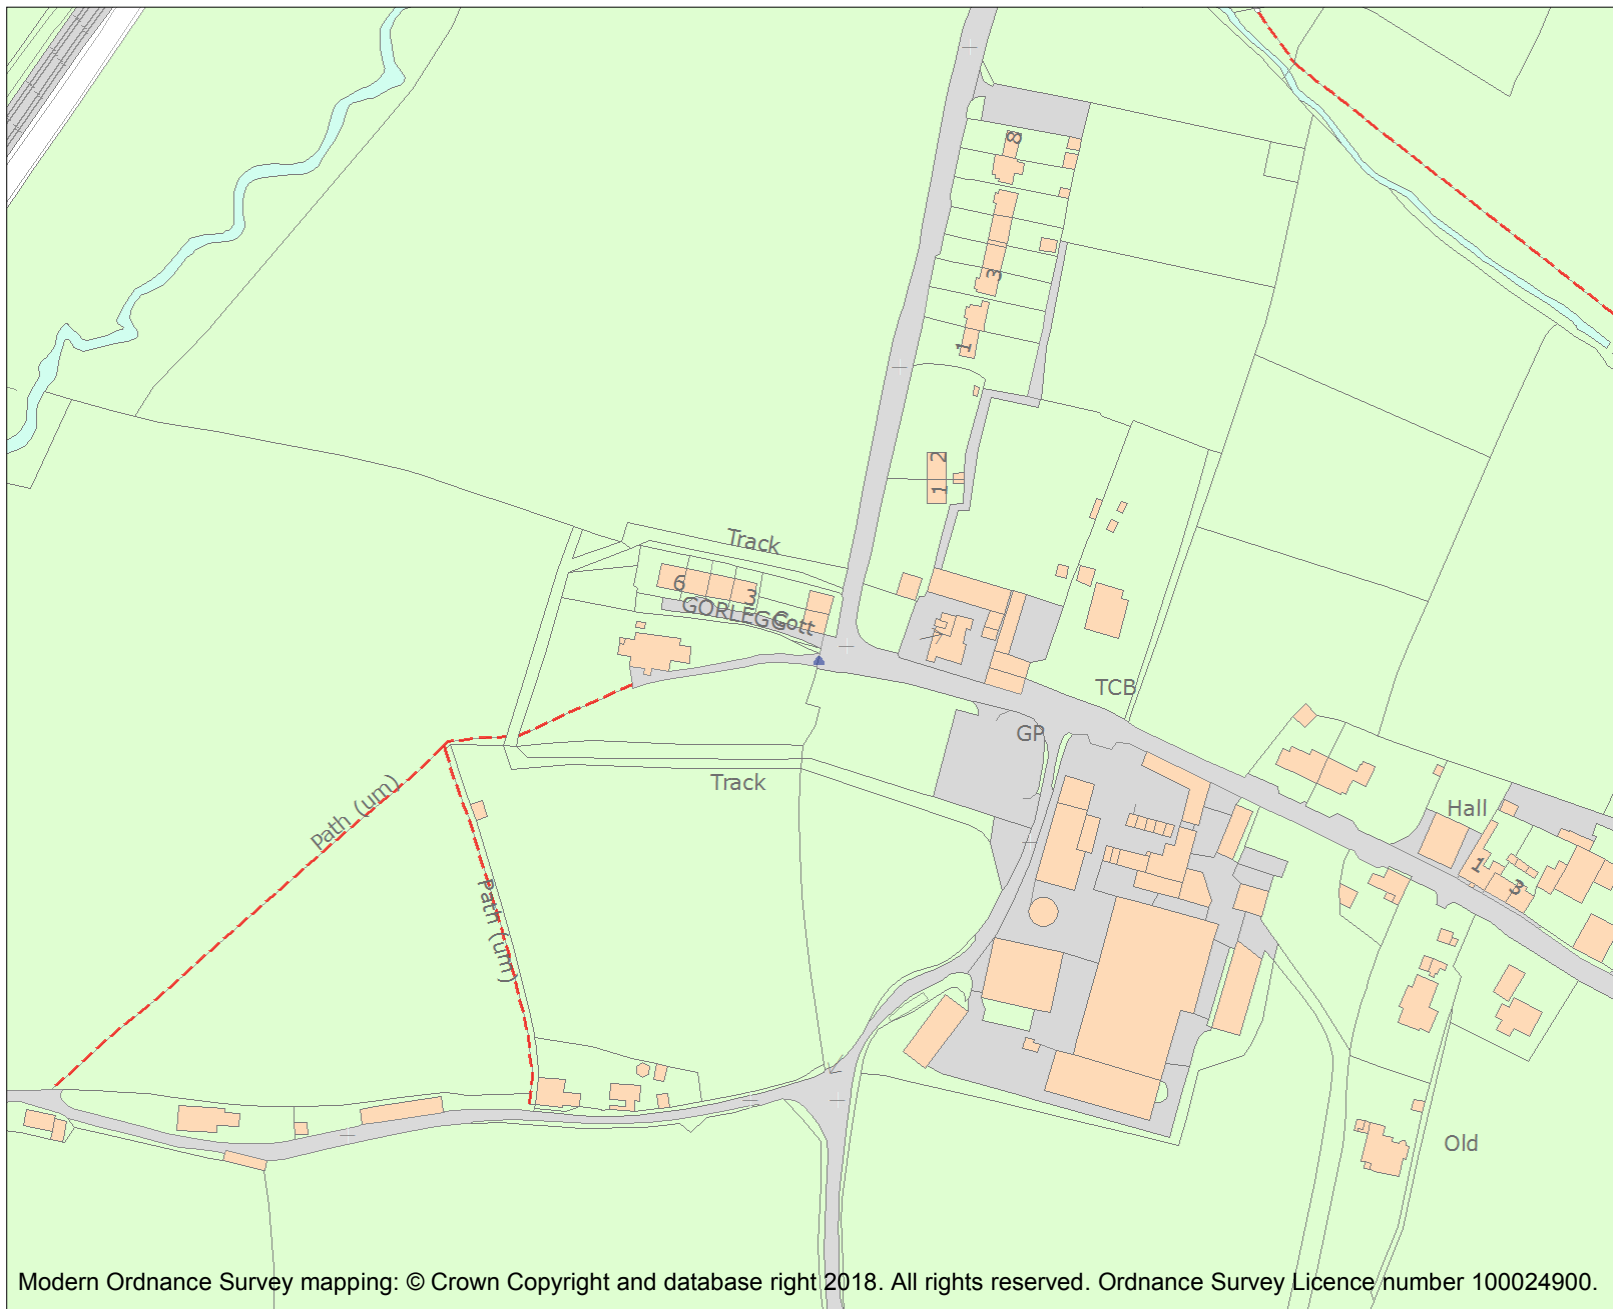 8
3
1
2
1
Track
6
3
GORLEGG
Cott
7
TCB
GP
Track
Path (um)
Hall
1
3
Path (um)
Old
Modern Ordnance Survey mapping: © Crown Copyright and database right 2018. All rights reserved. Ordnance Survey Licence number 100024900.